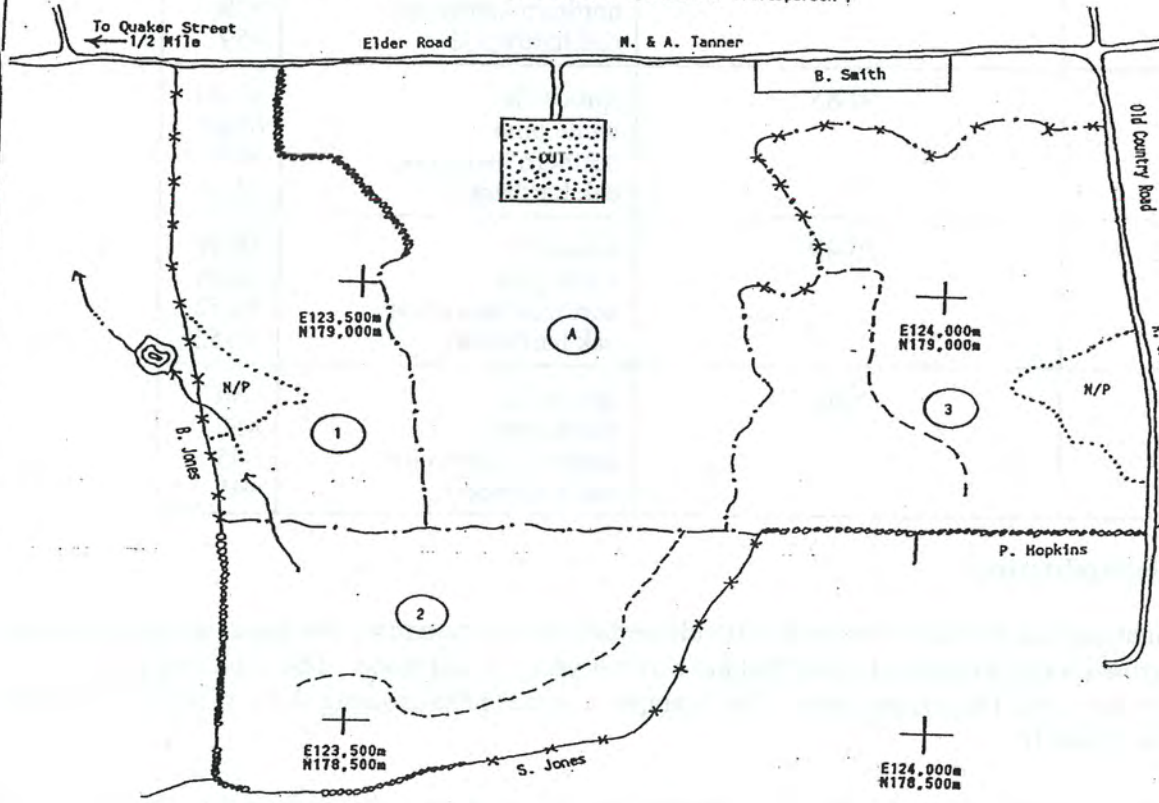 To Quaker Street
1/2 Mile
Elder Road
N. & A. Tanner
B. Smith
OUT
Old Country Road
E123,500m
N179,000m
A
E124,000m
N179,000m
N/P
N/P
1
3
B. Jones
P. Hopkins
2
E123,500m
N178,500m
S. Jones
E124,000m
N178,500m